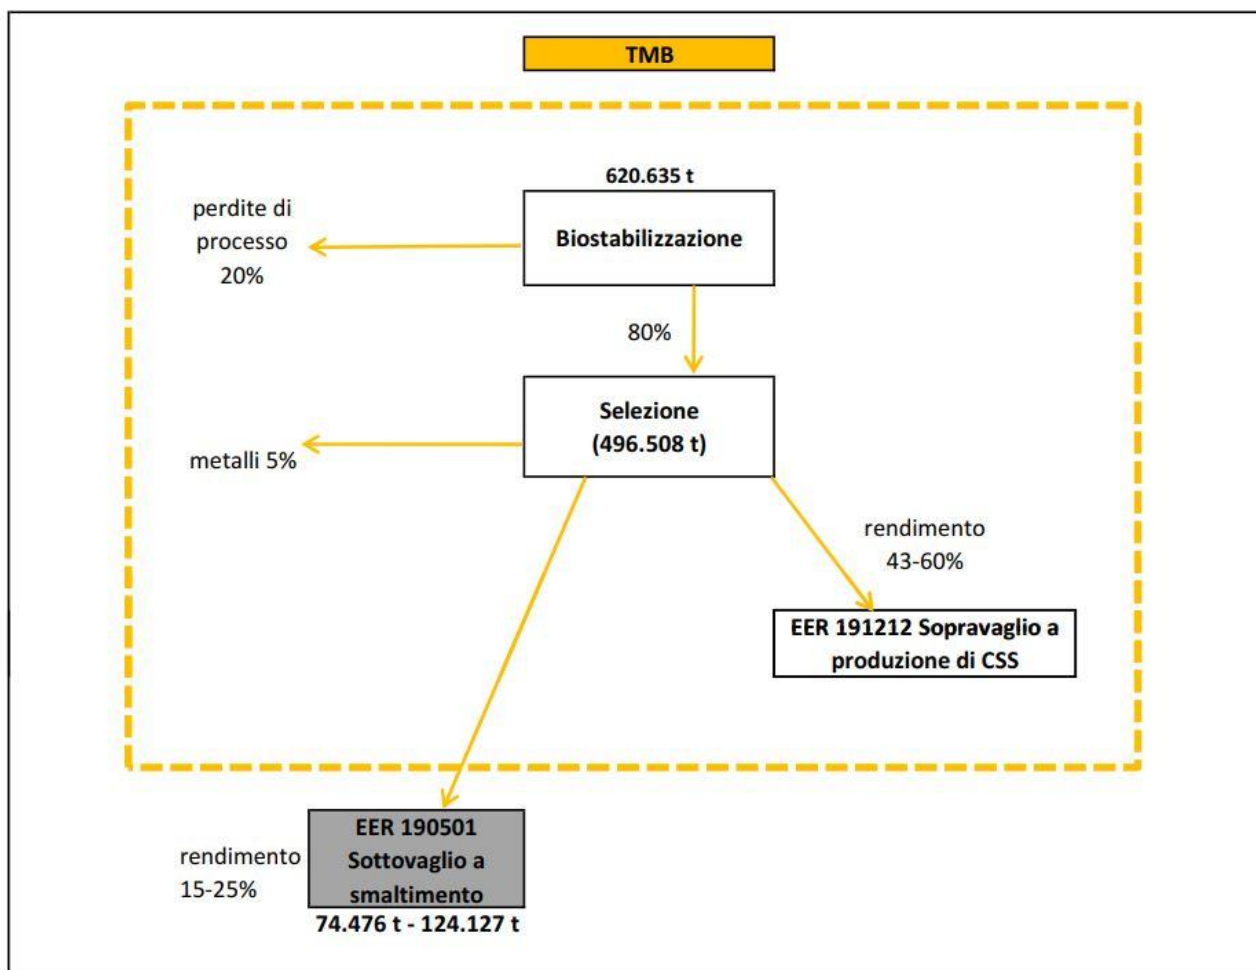 TMB
620.635 t
perdite di
processo
20%
Biostabilizzazione
80%
Selezione
(496.508 t)
metalli 5%
rendimento
43-60%
EER 191212 Sopravaglio a
produzione di CSS
EER 190501
Sottovaglio a
smaltimento
rendimento
15-25%
74.476 t - 124.127 t